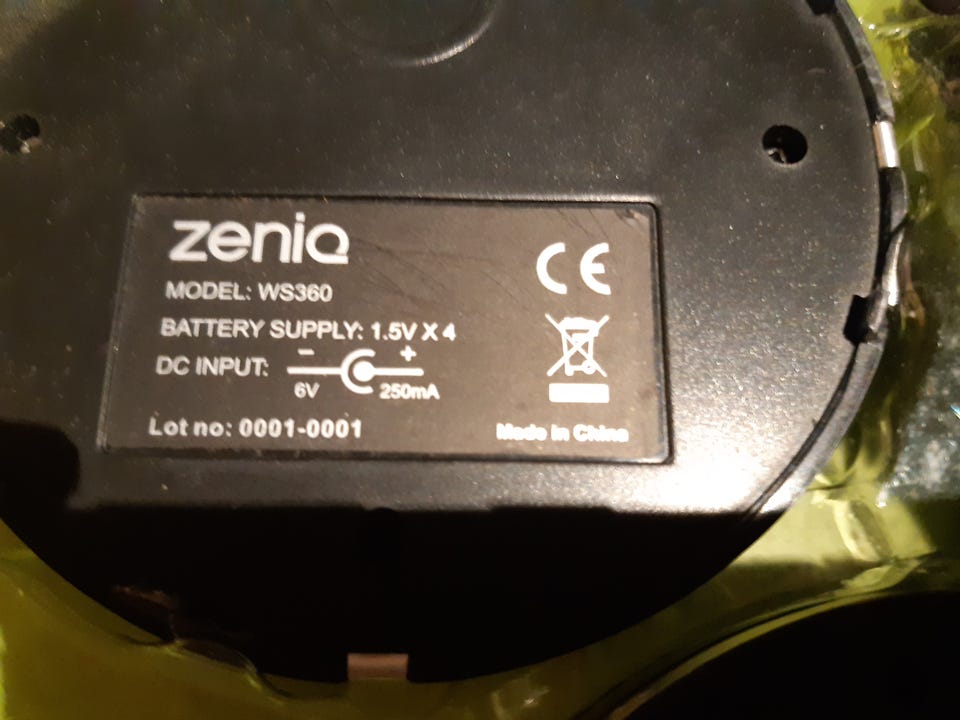 zeniq
MODEL: WS360
BATTERY SUPPLY: 1.5V X 4
DC INPUT: - +
6V 250mA
Lot no: 0001-0001
CE
Made in China